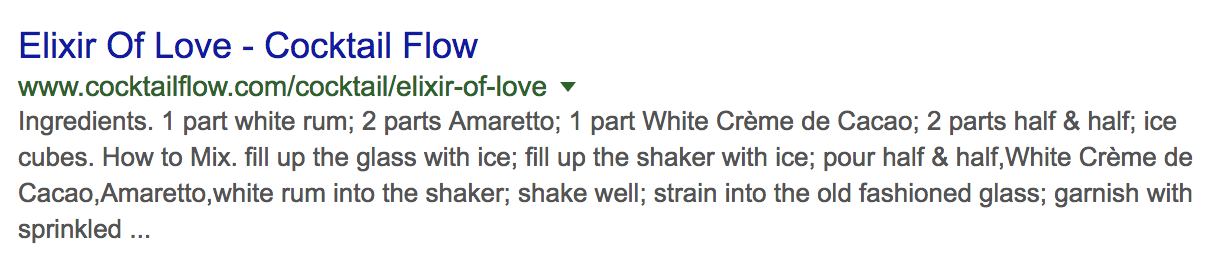 Elixir Of Love - Cocktail Flow
www.cocktailflow.com/cocktail/elixir-of-love
Ingredients. 1 part white rum; 2 parts Amaretto; 1 part White Crème de Cacao; 2 parts half & half; ice
cubes. How to Mix. fill up the glass with ice; fill up the shaker with ice; pour half & half,White Crème de
Cacao,Amaretto,white rum into the shaker; shake well; strain into the old fashioned glass; garnish with
sprinkled ...